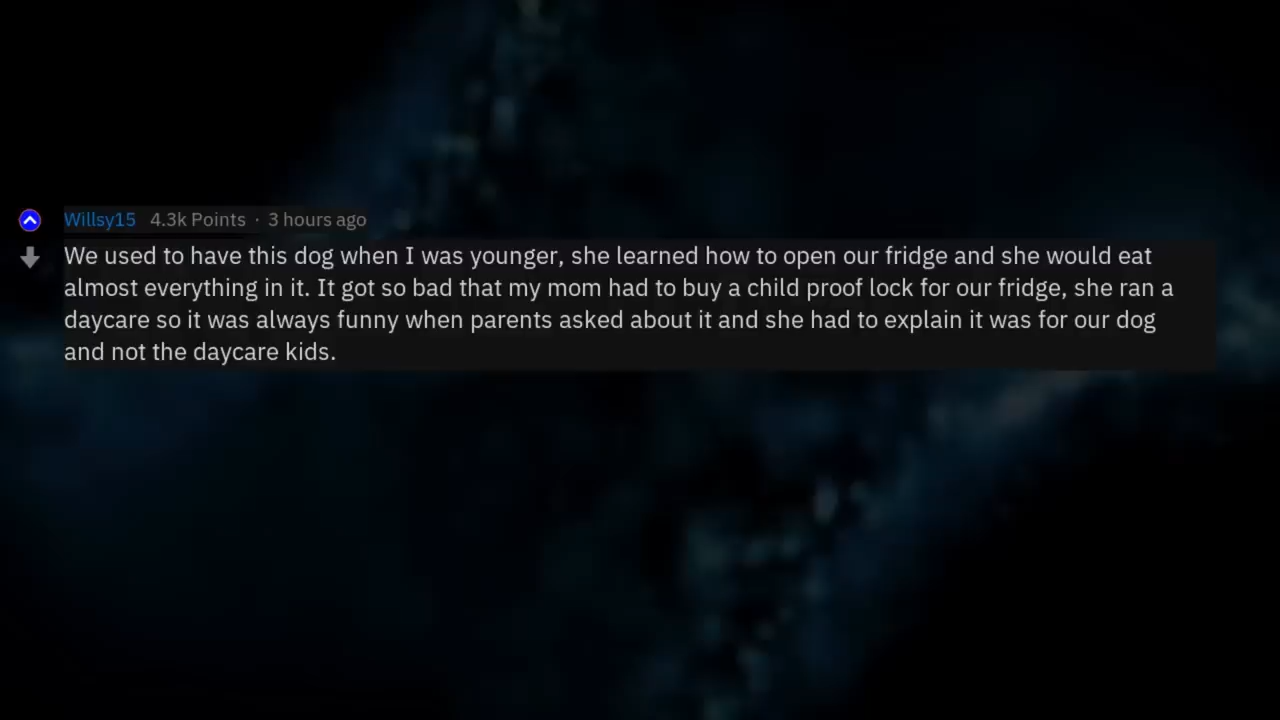 Willsy15 4.3k Points · 3 hours ago
We used to have this dog when I was younger, she learned how to open our fridge and she would eat
almost everything in it. It got so bad that my mom had to buy a child proof lock for our fridge, she ran a
daycare so it was always funny when parents asked about it and she had to explain it was for our dog
and not the daycare kids.